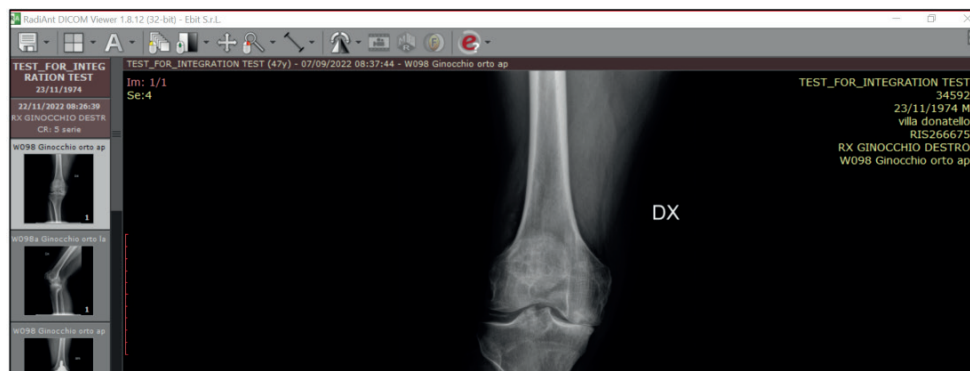 RadiAnt DICOM Viewer 1.8.12 (32-bit) - Ebit S.r.l.
A
TEST_FOR_INTEG
RATION TEST
23/11/1974
22/11/2022 08:26:39
RX GINOCCHIO DESTR
CR: 5 serie
W098 Ginocchio orto ap
1
W098a Ginocchio orto la
1
W098 Ginocchio orto ap
TEST_FOR_INTEGRATION TEST (47y) - 07/09/2022 08:37:44 - W098 Ginocchio orto ap
Im: 1/1
Se:4
TEST_FOR_INTEGRATION TEST
34592
23/11/1974 M
villa donatello
RIS266675
RX GINOCCHIO DESTRO
W098 Ginocchio orto ap
DX